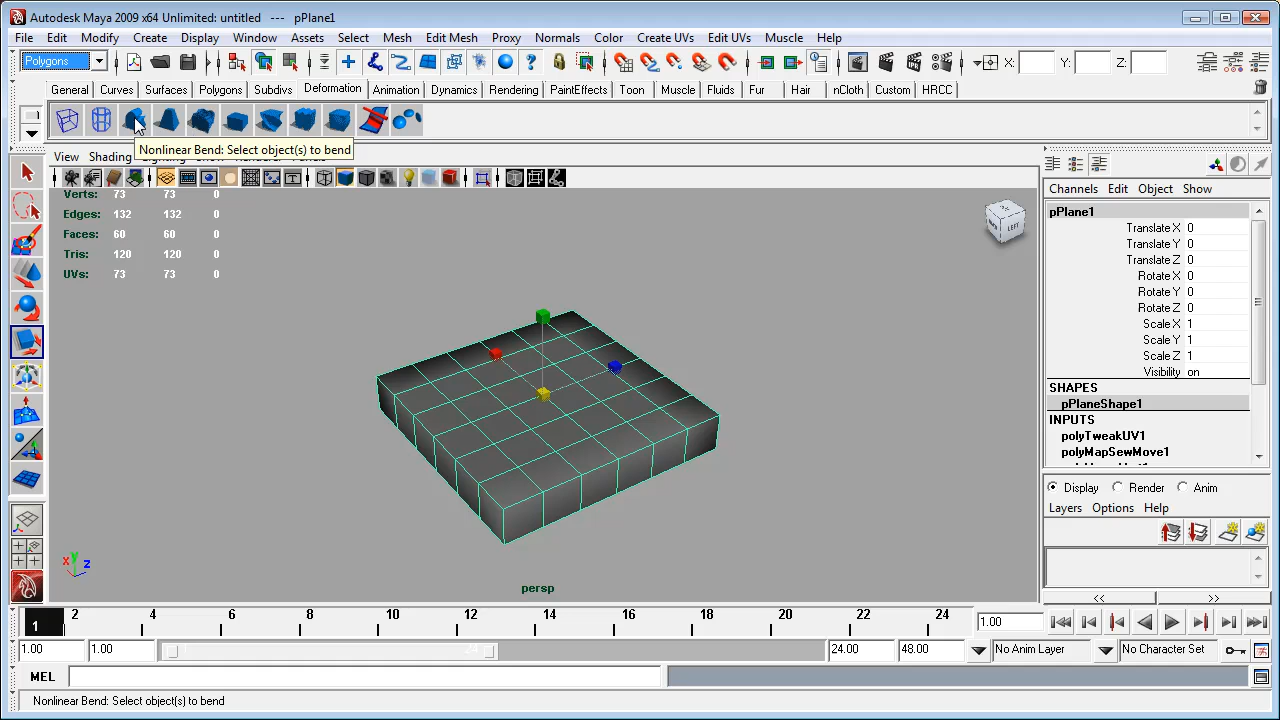 Autodesk Maya 2009 x64 Unlimited: untitled   ---   pPlane1
File Edit Modify Create Display Window Assets Select Mesh Edit Mesh Proxy Normals Color Create UVs Edit UVs Muscle Help
Polygons X: Y: Z:
General Curves Surfaces Polygons Subdivs Deformation Animation Dynamics Rendering PaintEffects Toon Muscle Fluids Fur Hair nCloth Custom HRCC
Nonlinear Bend: Select object(s) to bend
View Shading
Verts: 73 73 0
Edges: 132 132 0
Faces: 60 60 0
Tris: 120 120 0
UVs: 73 73 0
LEFT
persp
x y z
Channels Edit Object Show
pPlane1
Translate X 0
Translate Y 0
Translate Z 0
Rotate X 0
Rotate Y 0
Rotate Z 0
Scale X 1
Scale Y 1
Scale Z 1
Visibility on
SHAPES
pPlaneShape1
INPUTS
polyTweakUV1
polyMapSewMove1
Display Render Anim
Layers Options Help
<< >>
1 2 4 6 8 10 12 14 16 18 20 22 24 1.00
1.00 1.00 24 24.00 48.00 No Anim Layer No Character Set
MEL
Nonlinear Bend: Select object(s) to bend